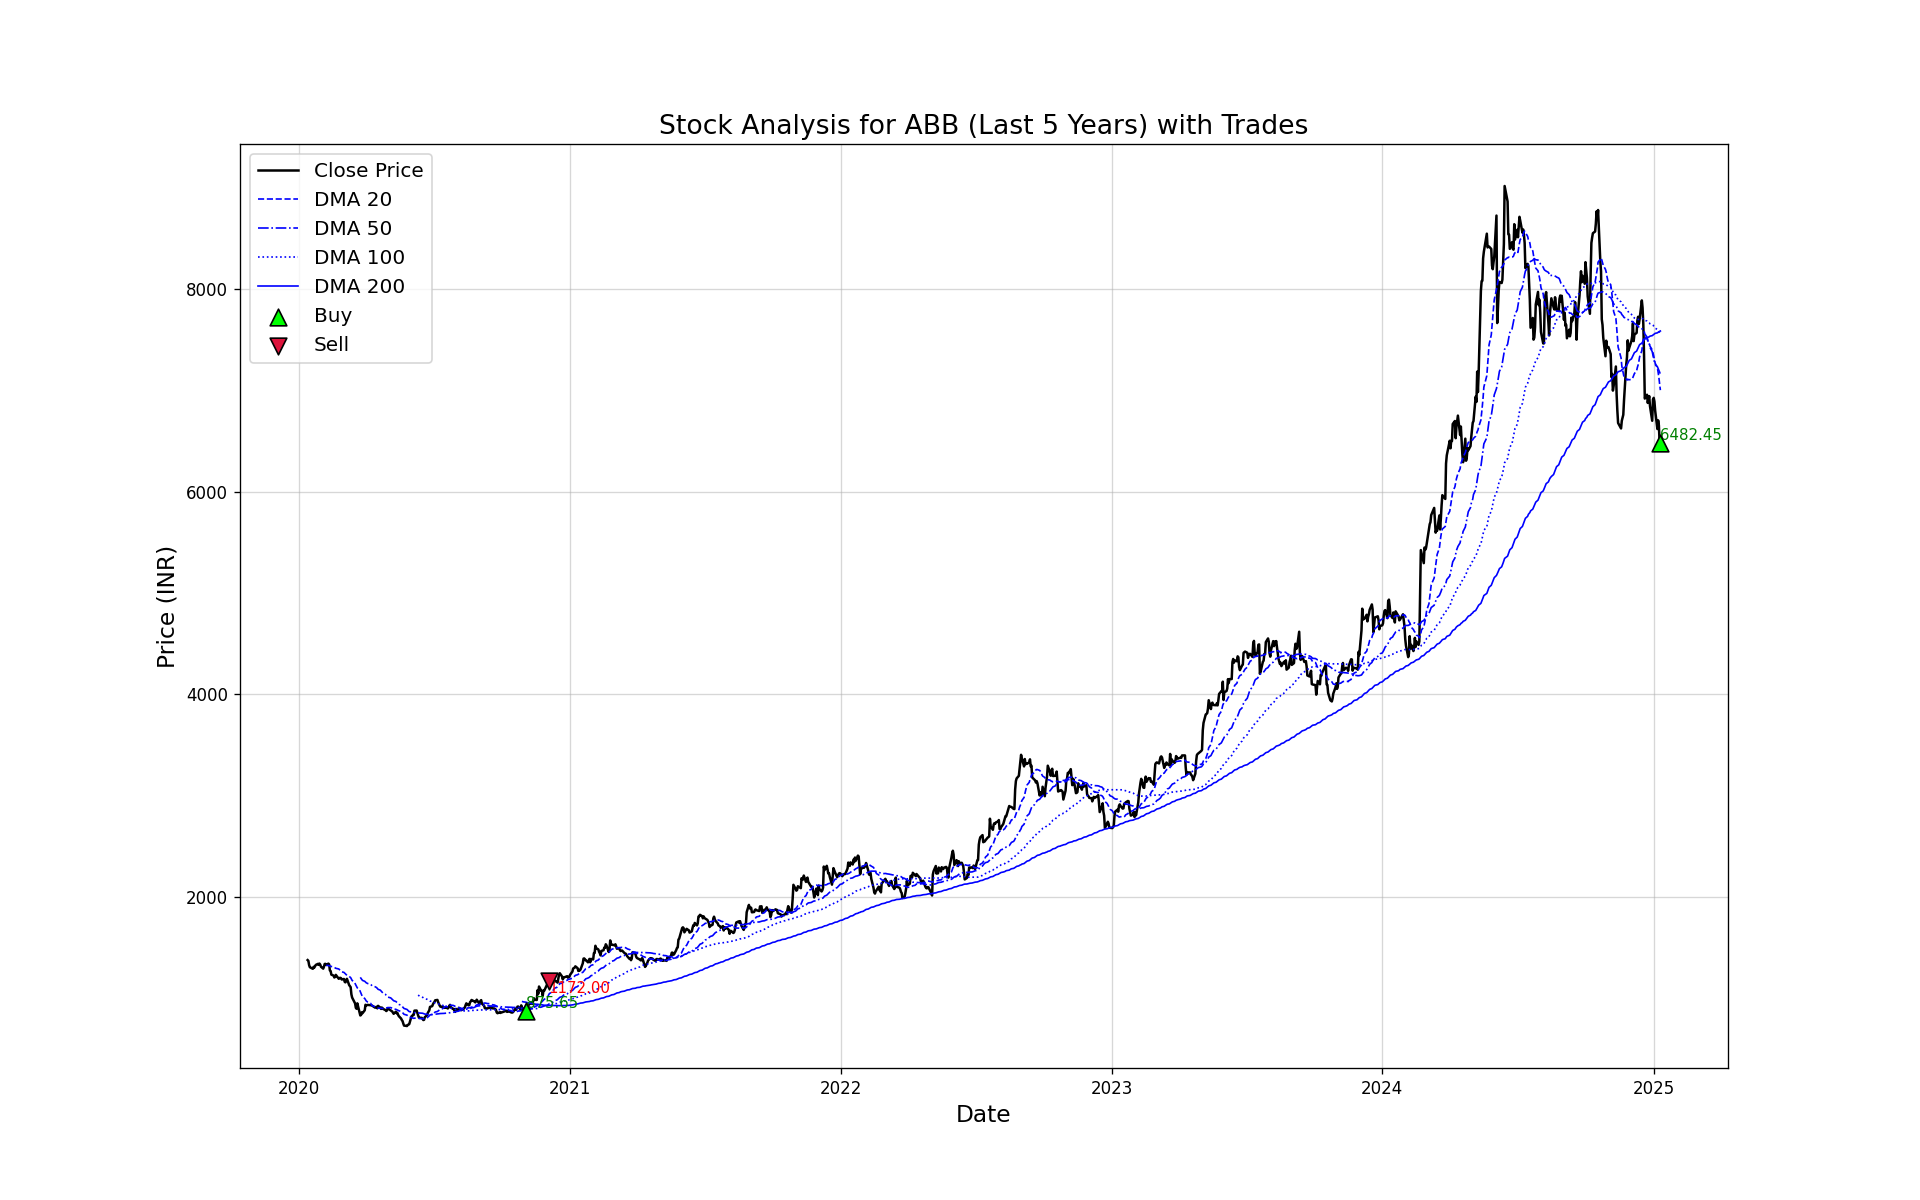 Stock Analysis for ABB (Last 5 Years) with Trades
Close Price
DMA 20
DMA 50
DMA 100
DMA 200
Buy
Sell
8000
6000
4000
2000
Price (INR)
6482.45
1172.00
875.65
2020
2021
2022
2023
2024
2025
Date